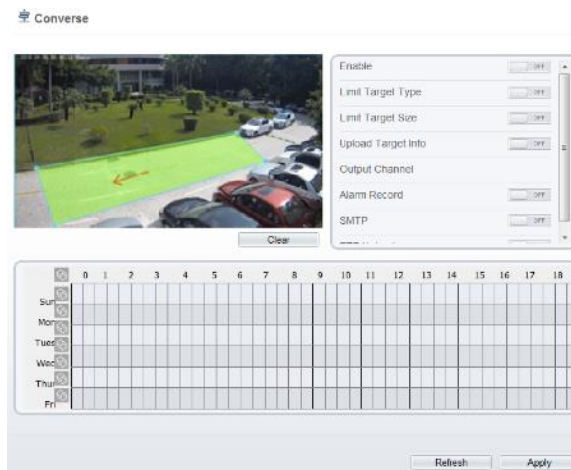 Converse
Enable OFF
Limit Target Type OFF
Limit Target Size OFF
Upload Target Info OFF
Output Channel
Alarm Record OFF
SMTP OFF
Clear
0 1 2 3 4 5 6 7 8 9 10 11 12 13 14 15 16 17 18
Sun
Mon
Tues
Wed
Thur
Fri
Refresh Apply